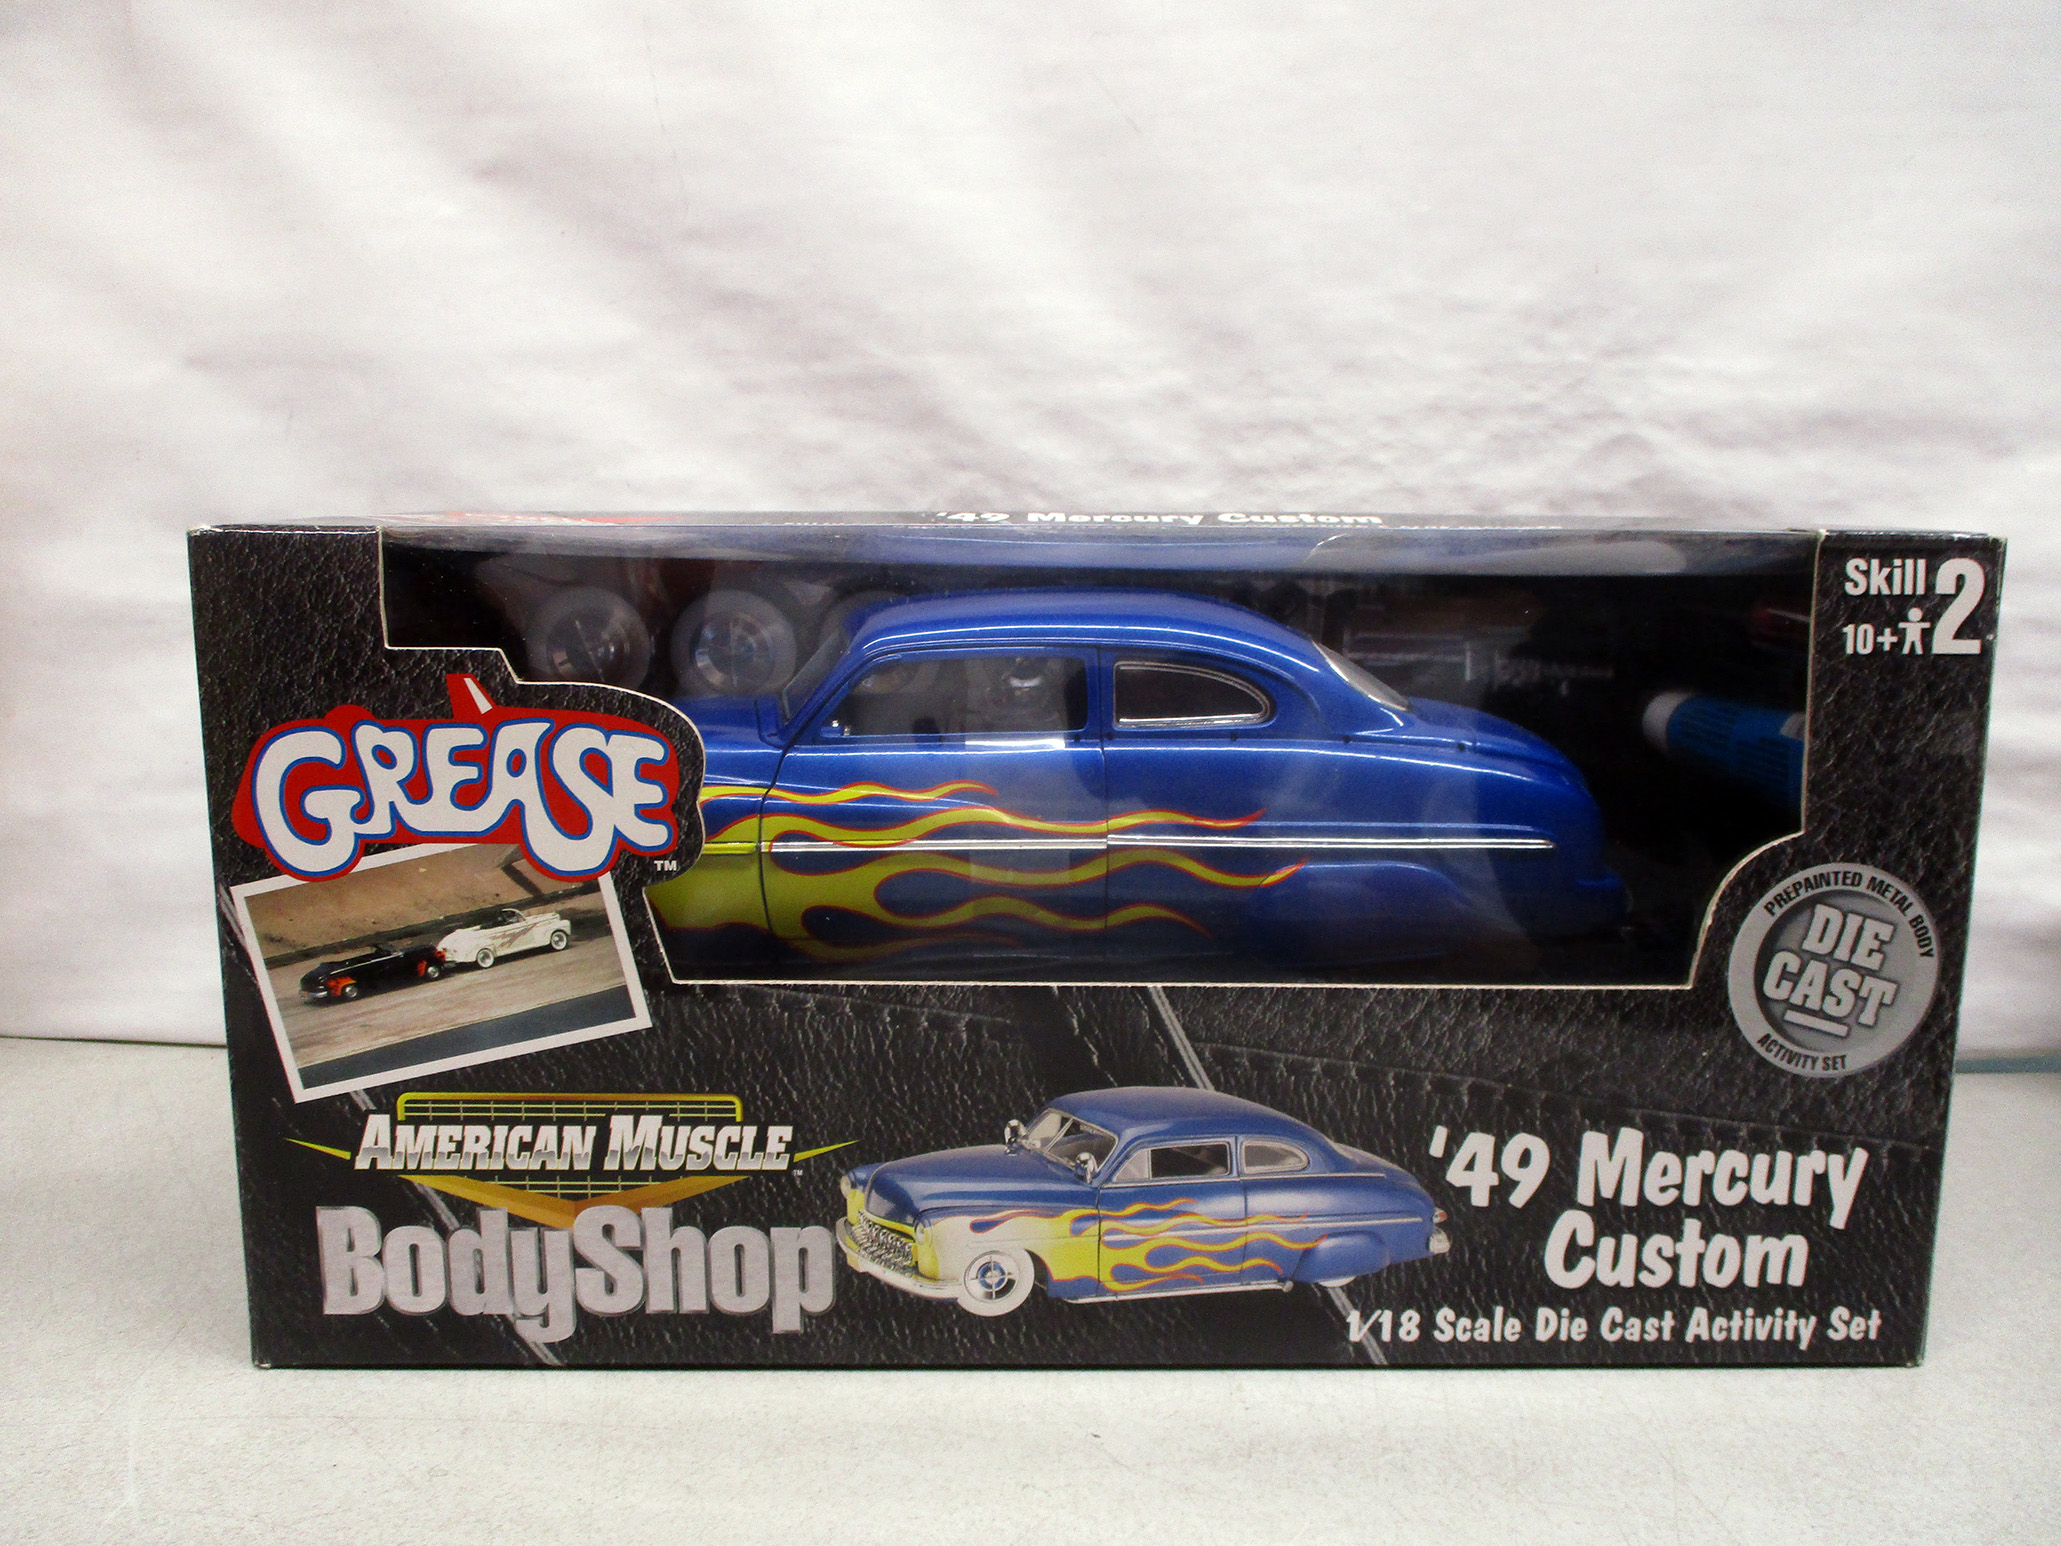 '49 Mercury Custom
Skill 2
10+
GREASE
TM
PREPAINTED METAL BODY
DIE
CAST
ACTIVITY SET
AMERICAN MUSCLE
TM
BodyShop
'49 Mercury
Custom
1/18 Scale Die Cast Activity Set